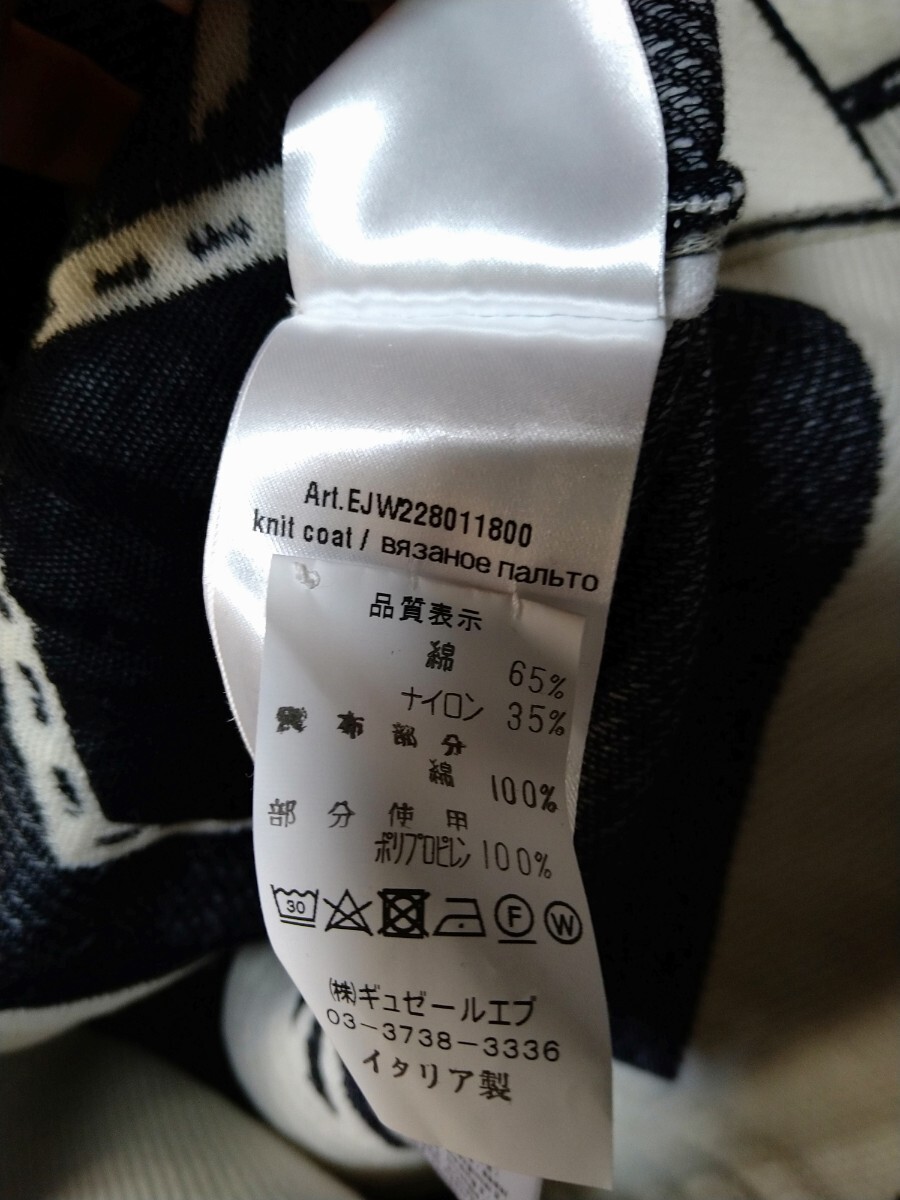 Art.EJW228011800
knit coat / вязаное пальто
品質表示
綿 65%
ナイロン 35%
布部分
綿 100%
部分使用
ポリプロピレン 100%
30 F W
(株)ギュゼールエブ
03-3738-3336
イタリア製